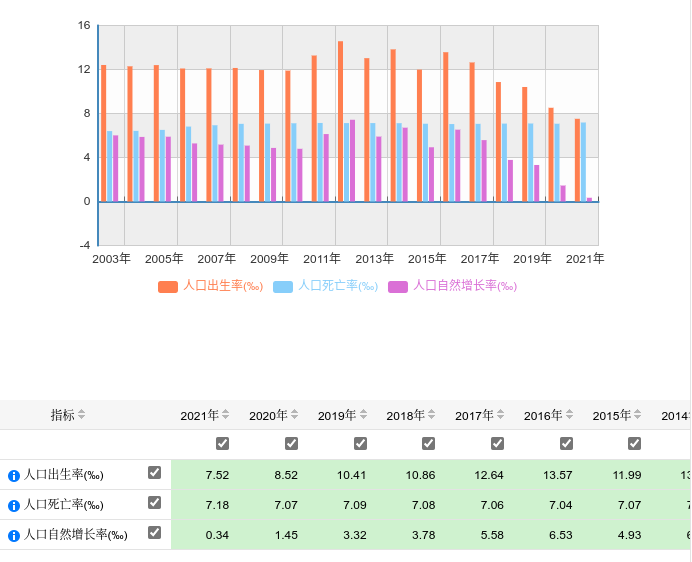 16
12
8
4
0
-4
2003年 2005年 2007年 2009年 2011年 2013年 2015年 2017年 2019年 2021年
人口出生率(‰) 人口死亡率(‰) 人口自然增长率(‰)
指标 2021年 2020年 2019年 2018年 2017年 2016年 2015年 2014
人口出生率(‰) 7.52 8.52 10.41 10.86 12.64 13.57 11.99
人口死亡率(‰) 7.18 7.07 7.09 7.08 7.06 7.04 7.07
人口自然增长率(‰) 0.34 1.45 3.32 3.78 5.58 6.53 4.93